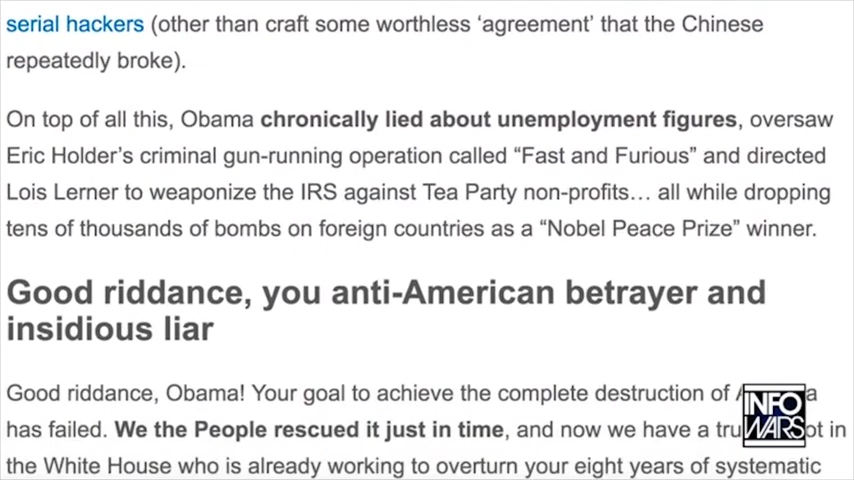 serial hackers (other than craft some worthless ‘agreement’ that the Chinese
repeatedly broke).
On top of all this, Obama chronically lied about unemployment figures, oversaw
Eric Holder’s criminal gun-running operation called “Fast and Furious” and directed
Lois Lerner to weaponize the IRS against Tea Party non-profits… all while dropping
tens of thousands of bombs on foreign countries as a “Nobel Peace Prize” winner.
Good riddance, you anti-American betrayer and
insidious liar
Good riddance, Obama! Your goal to achieve the complete destruction of
has failed. We the People rescued it just in time, and now we have a in
the White House who is already working to overturn your eight years of systematic
INFO
WARS